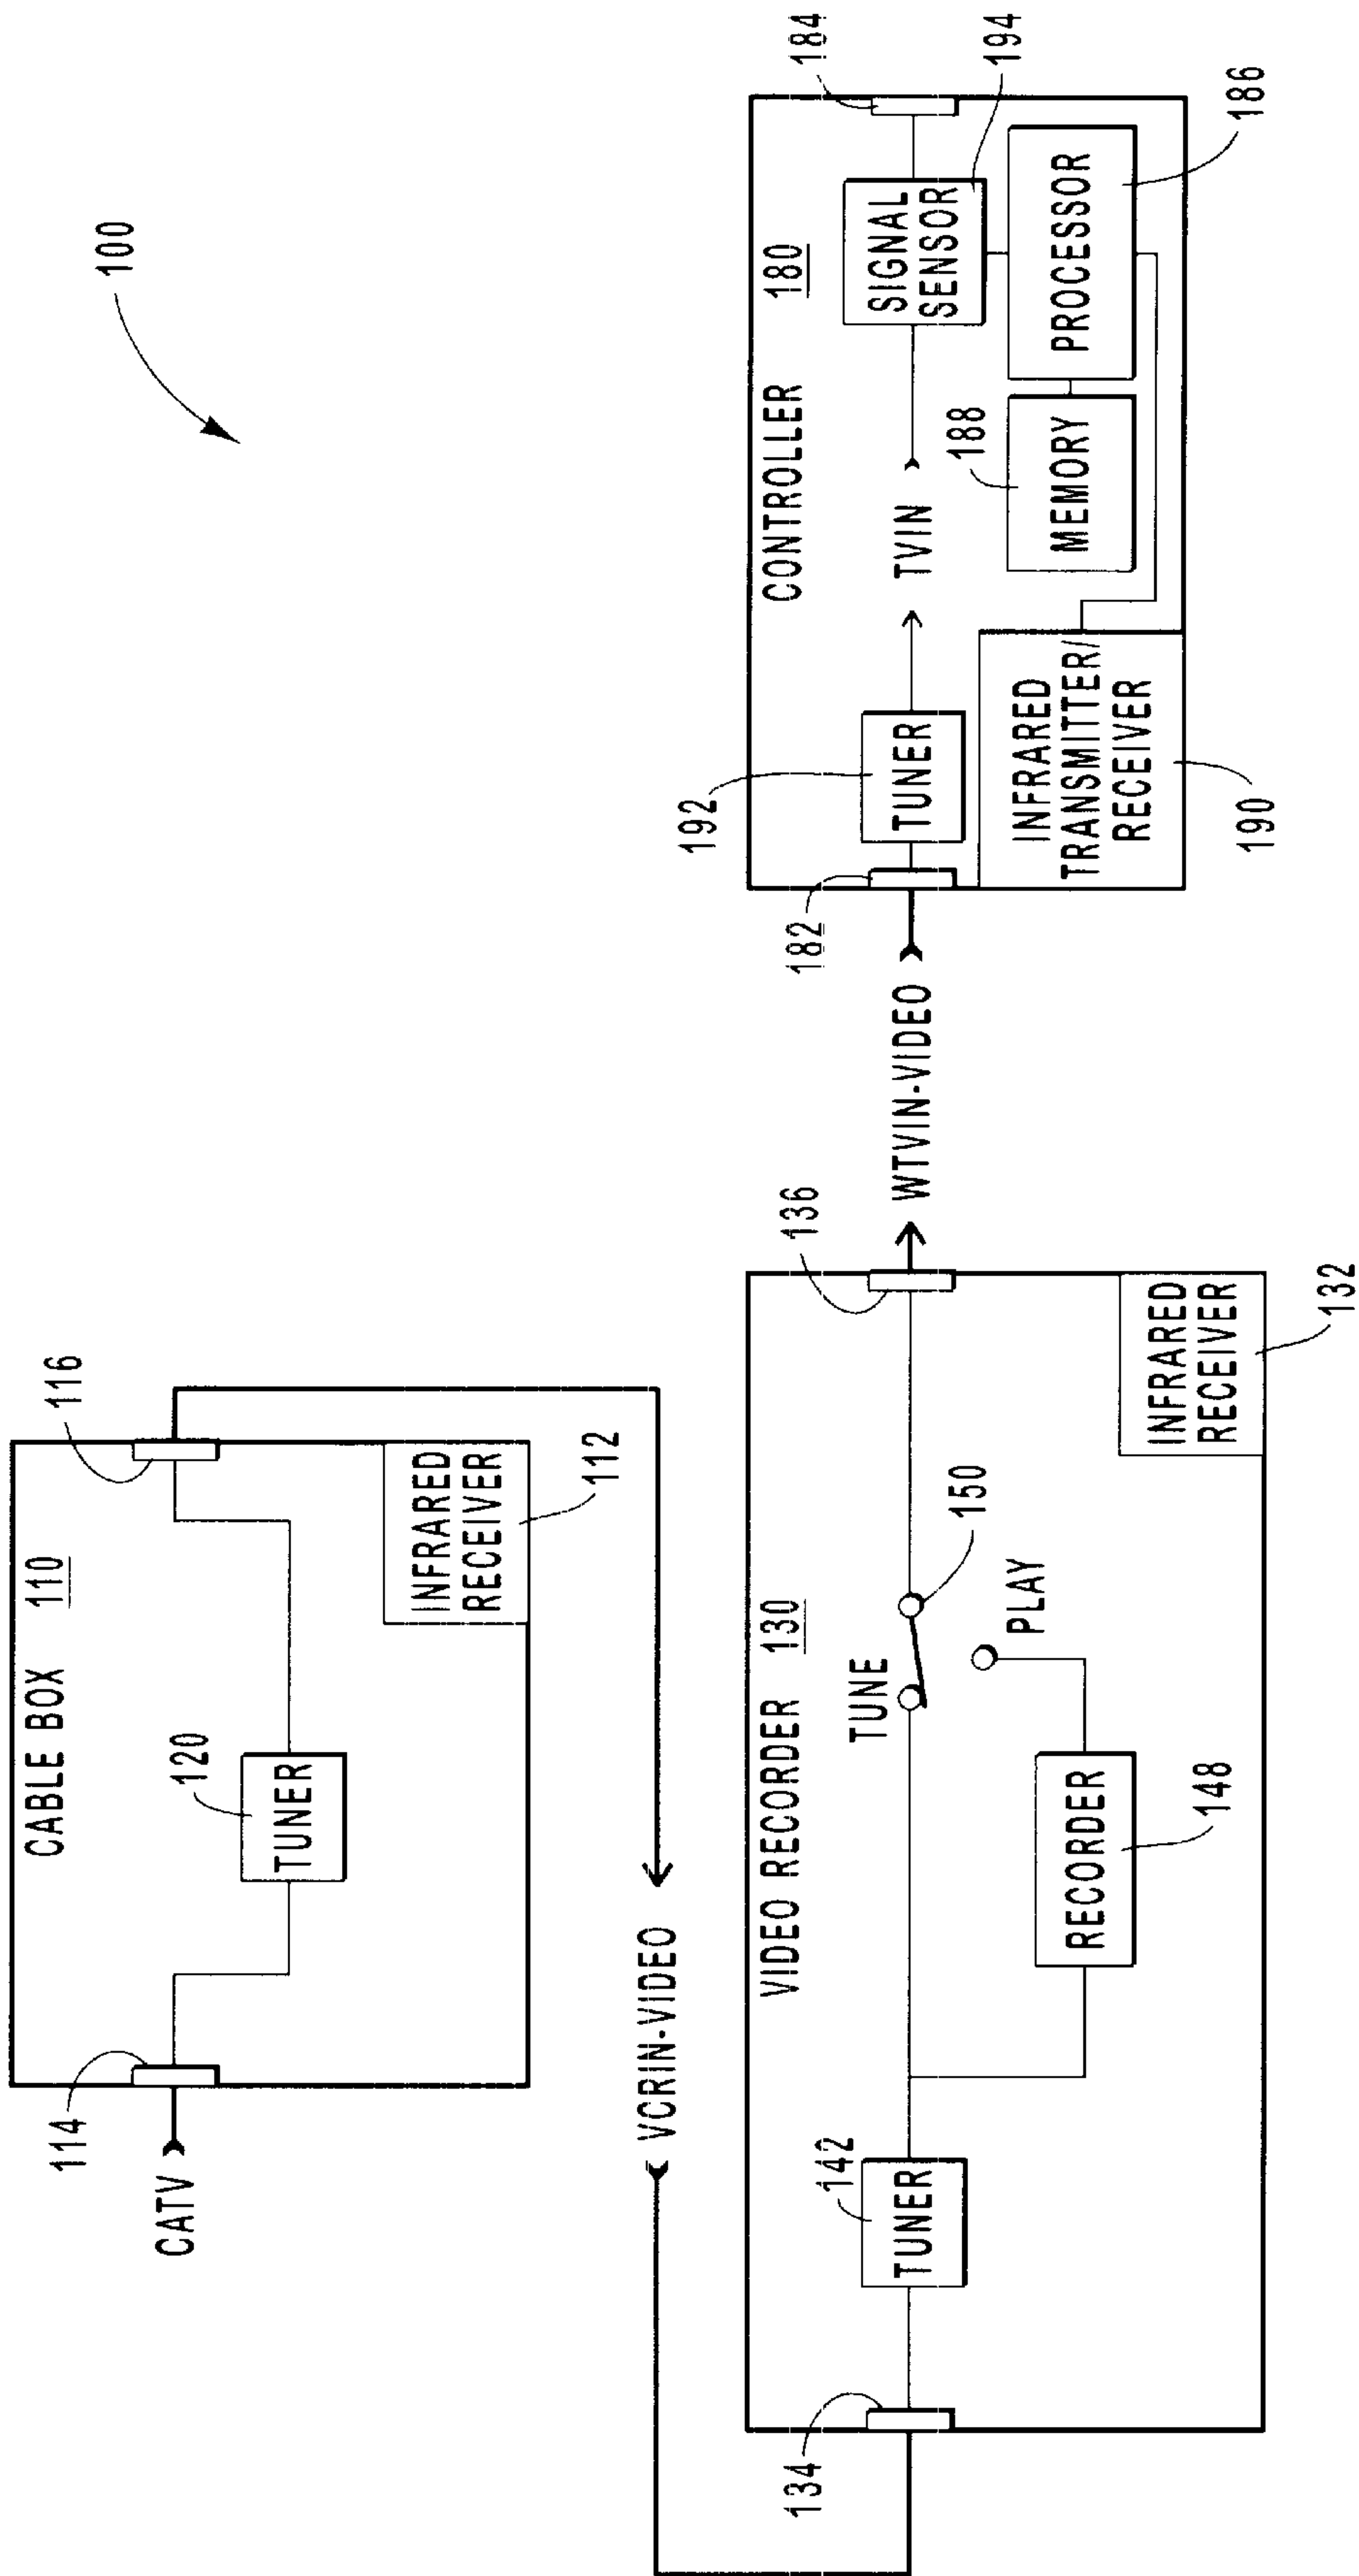 100
CABLE BOX 110
114
CATV
TUNER
120
116
INFRARED
RECEIVER
112
VCRIN-VIDEO
VIDEO RECORDER 130
134
TUNER
142
TUNE
150
PLAY
RECORDER
148
136
INFRARED
RECEIVER
132
WTVIN-VIDEO
CONTROLLER 180
182
192
TUNER
TVIN
SIGNAL
SENSOR
184
194
INFRARED
TRANSMITTER/
RECEIVER
190
188
MEMORY
PROCESSOR
186